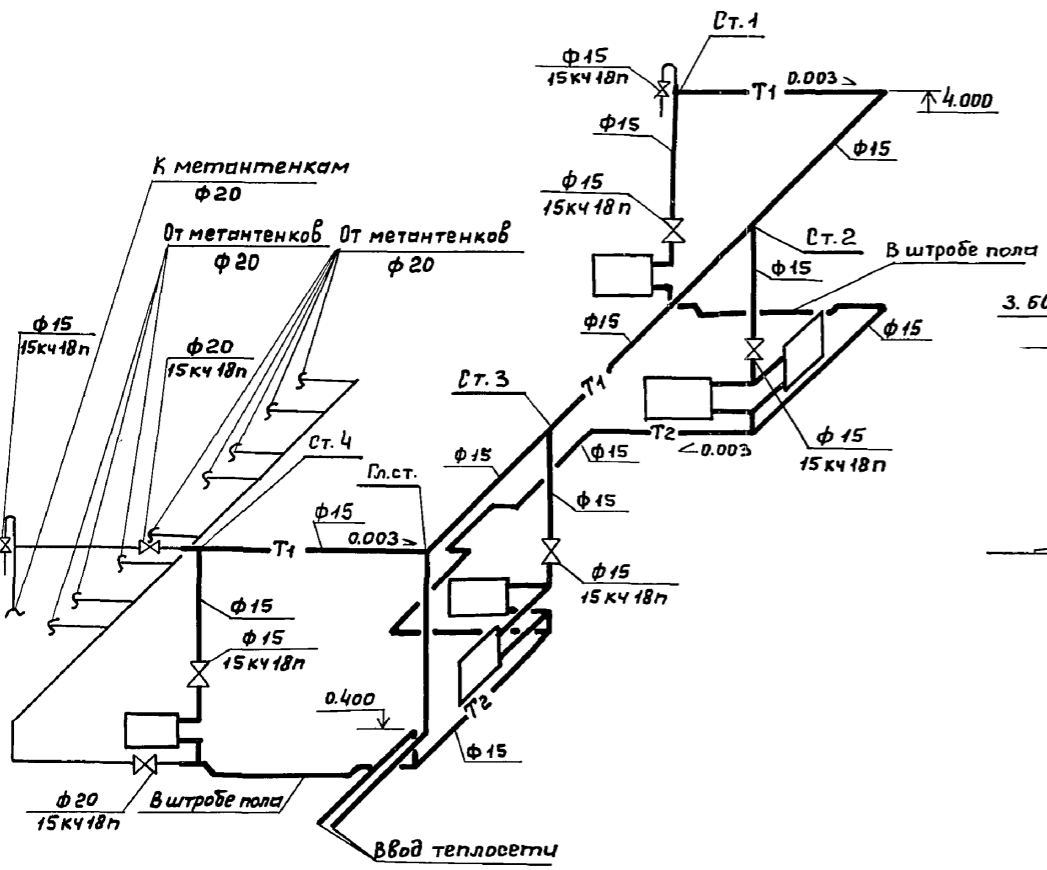 Ст.1
ф15
15кч18п
0.003
Т1
4.000
ф15
ф15
К метантенкам
ф20
ф15
15кч18п
От метантенков
ф20
От метантенков
ф20
Ст.2
ф15
В штробе пола
З. бб
ф15
15кч18п
ф20
15кч18п
ф15
ф15
Т1
Ст.3
Т2
0.003
ф15
ф15
15кч18п
Ст.4
Гл.ст.
ф15
ф15
ф15
0.003
Т1
ф15
15кч18п
ф15
ф15
15кч18п
0.400
Т2
ф15
ф20
15кч18п
В штробе пола
Ввод теплосети